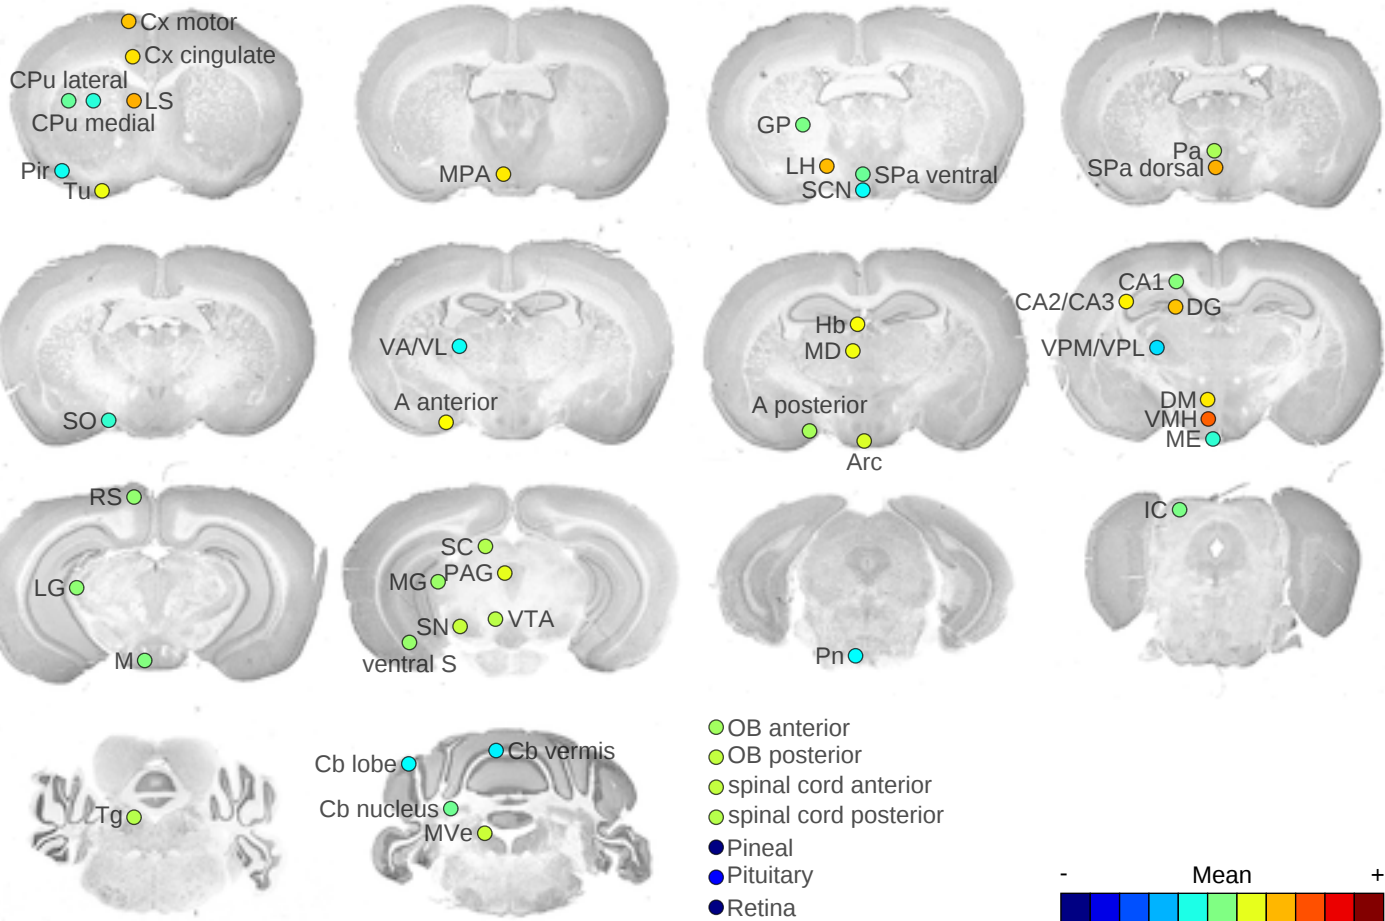 Cx motor
Cx cingulate
CPu lateral
LS
CPu medial
Pir
Tu
MPA
GP
LH
SPa ventral
SCN
Pa
SPa dorsal
SO
VA/VL
A anterior
Hb
MD
A posterior
Arc
CA1
CA2/CA3
DG
VPM/VPL
DM
VMH
ME
RS
LG
M
SC
MG
PAG
SN
VTA
ventral S
Pn
IC
Tg
Cb lobe
Cb vermis
Cb nucleus
MVe
OB anterior
OB posterior
spinal cord anterior
spinal cord posterior
Pineal
Pituitary
Retina
- Mean +